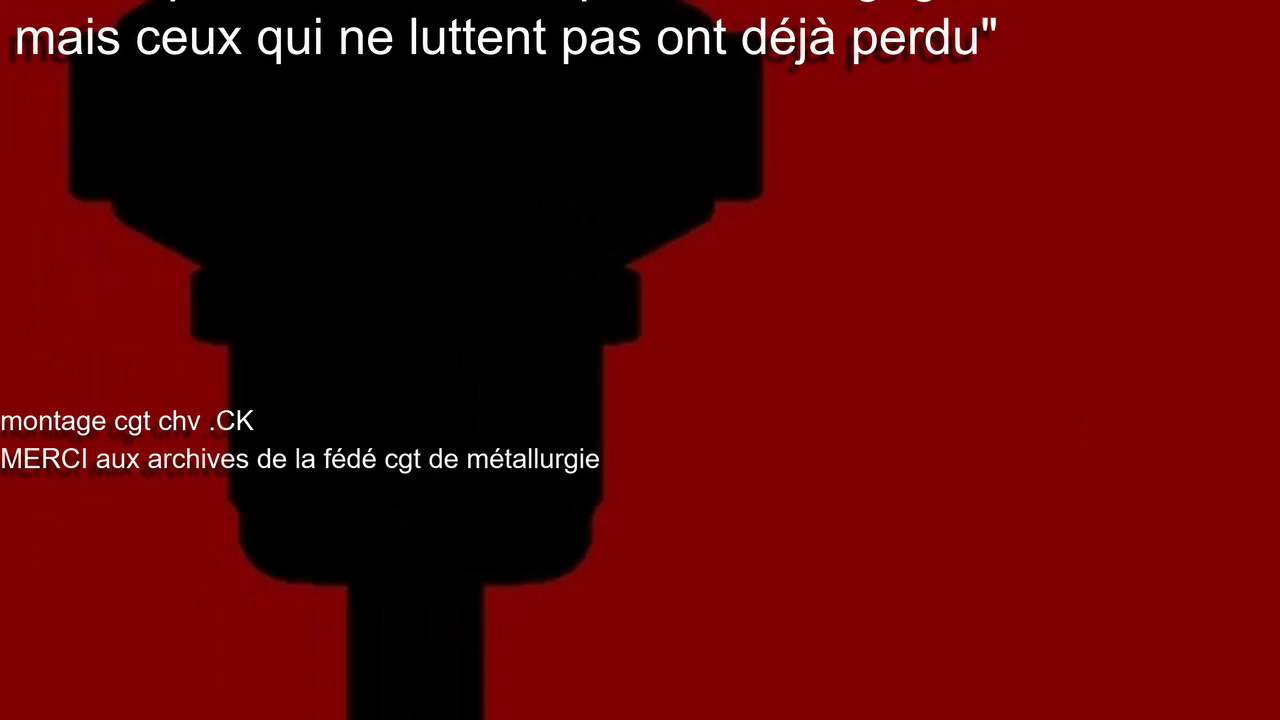 mais ceux qui ne luttent pas ont déjà perdu"
montage cgt chv .CK
MERCI aux archives de la fédé cgt de métallurgie